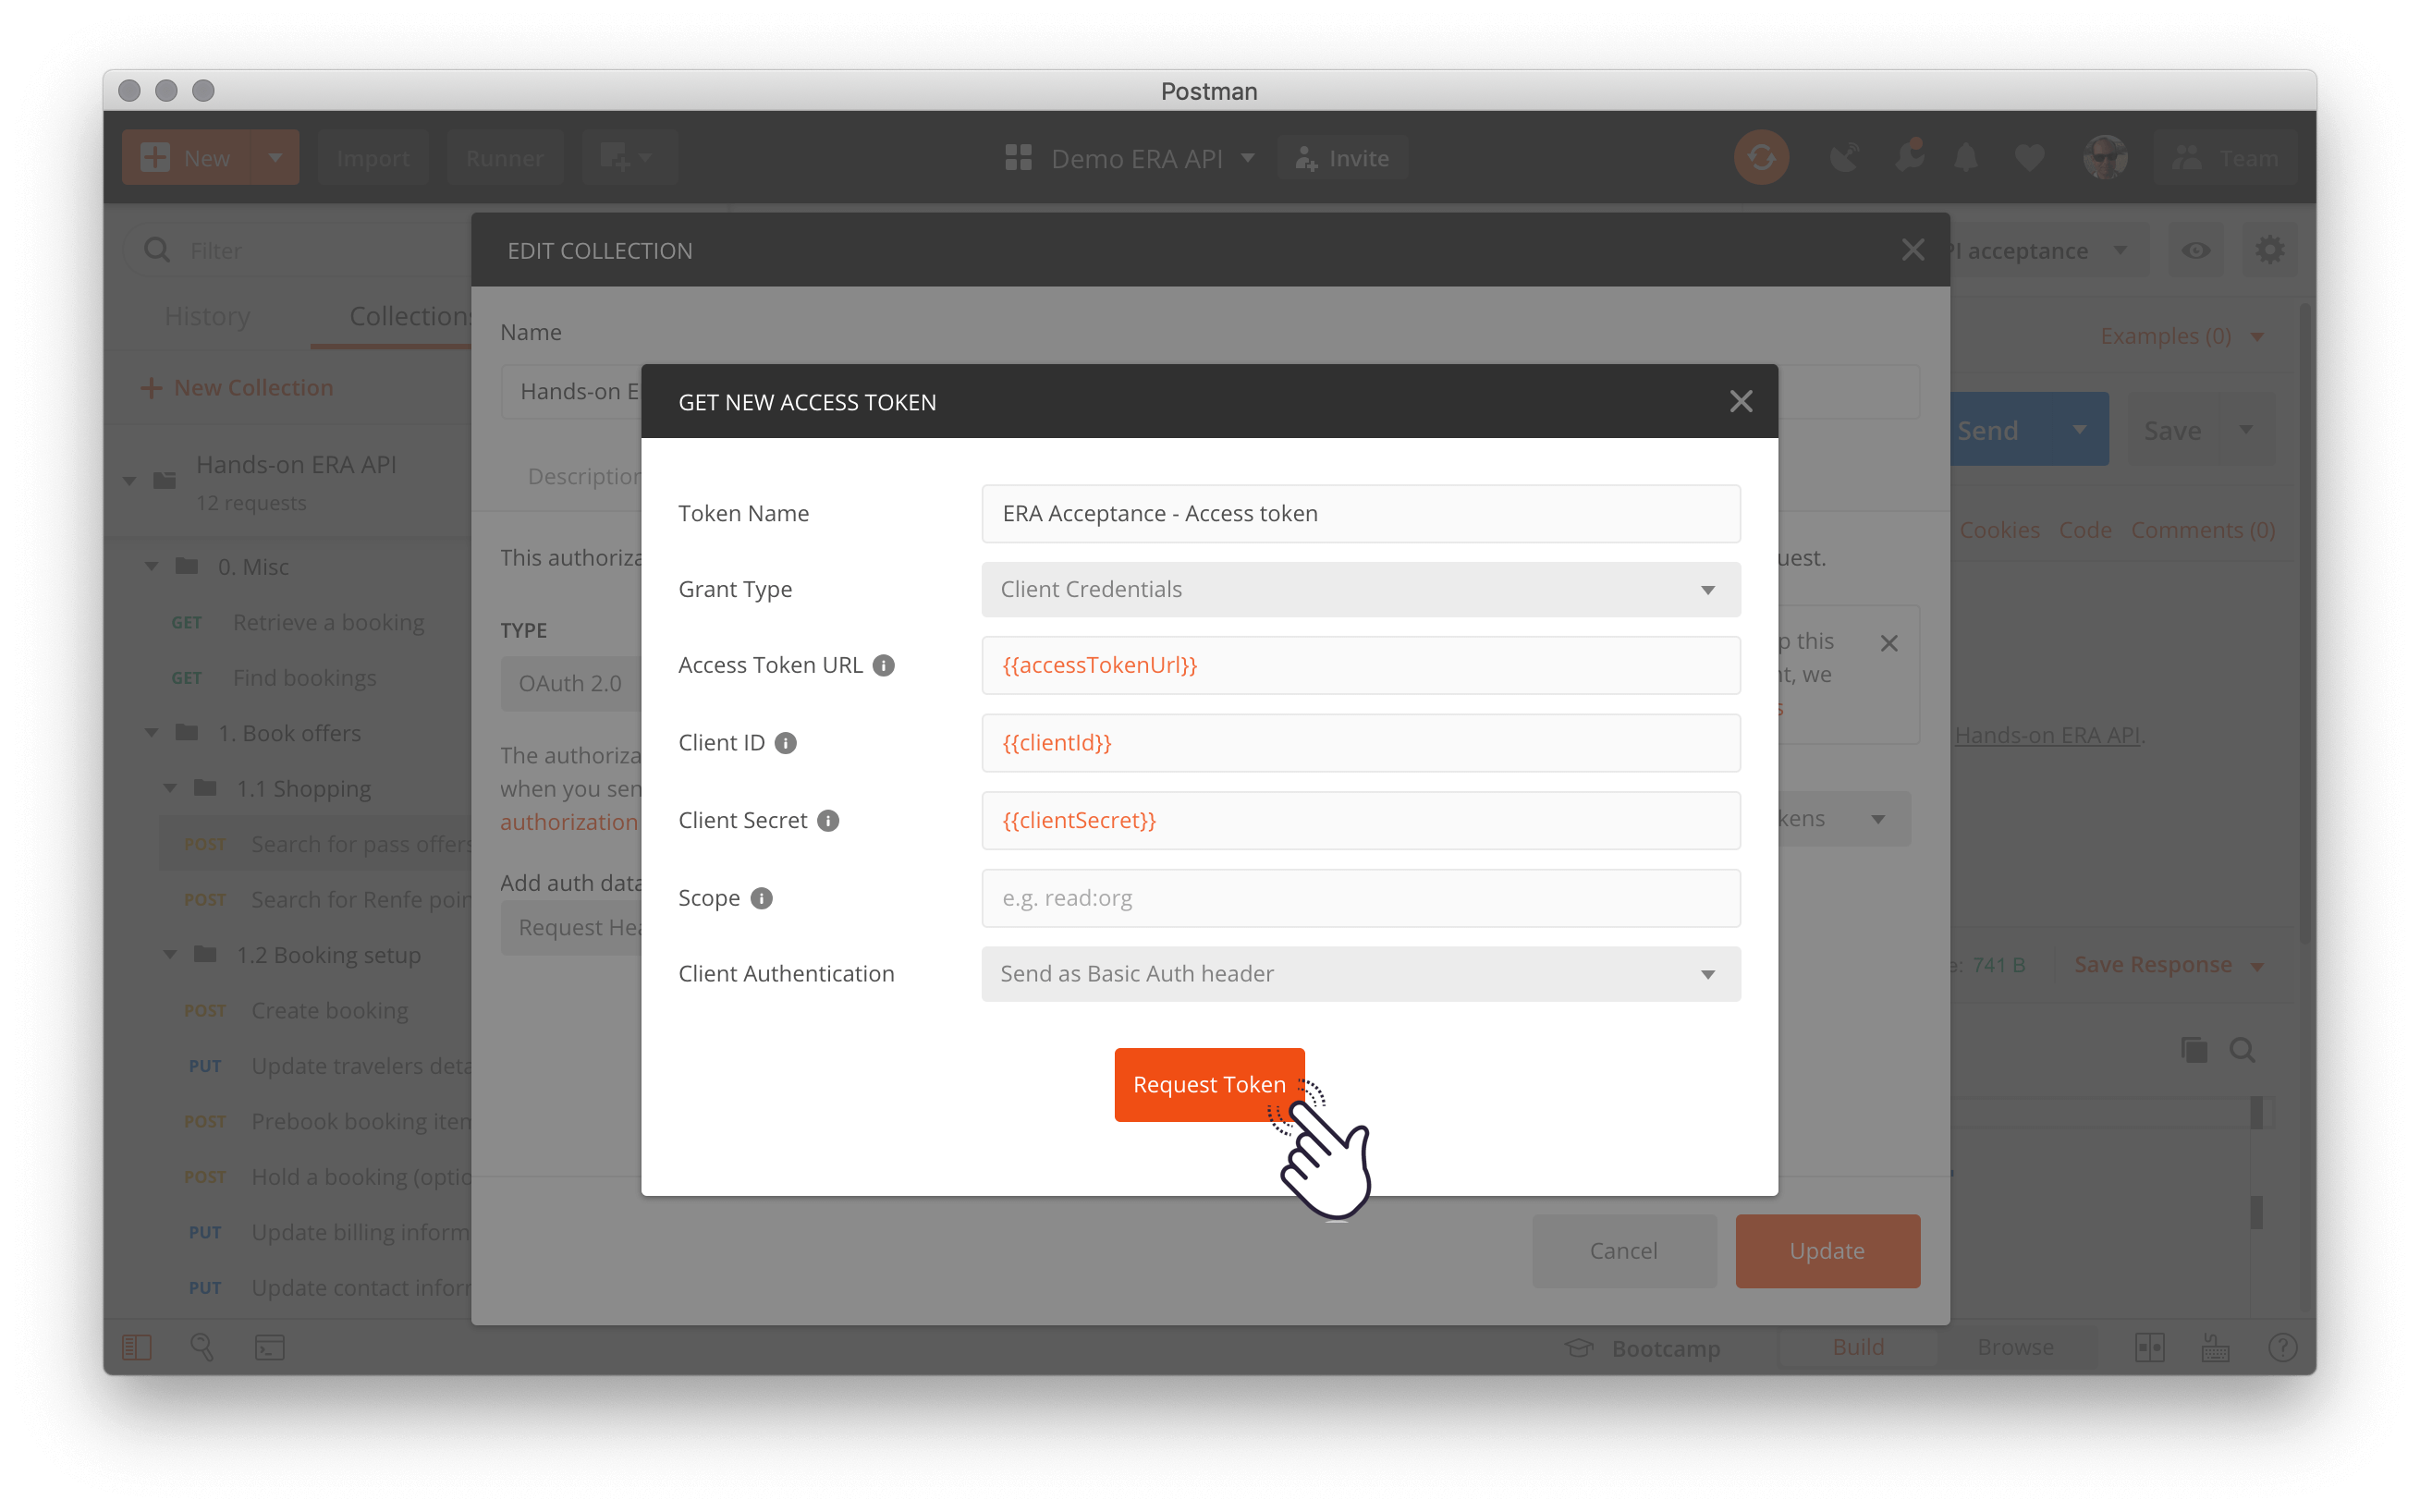 Postman
New
Import
Runner
Demo ERA API
Invite
Team
Filter
EDIT COLLECTION
acceptance
History
Collections
Name
Examples (0)
New Collection
Hands-on E
GET NEW ACCESS TOKEN
Send
Save
Hands-on ERA API
12 requests
Description
Token Name
ERA Acceptance - Access token
Cookies Code Comments (0)
This authoriza
uest.
0. Misc
Grant Type
Client Credentials
GET Retrieve a booking
TYPE
p this
Access Token URL
{{accessTokenUrl}}
GET Find bookings
OAuth 2.0
nt, we
s
1. Book offers
Client ID
{{clientId}}
Hands-on ERA API.
The authoriza
1.1 Shopping
when you sen
authorization
Client Secret
{{clientSecret}}
kens
POST Search for pass offers
Add auth data
POST Search for Renfe poin
Scope
e.g. read:org
Request Hea
1.2 Booking setup
Client Authentication
Send as Basic Auth header
e: 741 B
Save Response
POST Create booking
PUT Update travelers deta
Request Token
POST Prebook booking item
POST Hold a booking (optio
PUT Update billing inform
Cancel
Update
PUT Update contact inforn
Bootcamp
Build
Browse